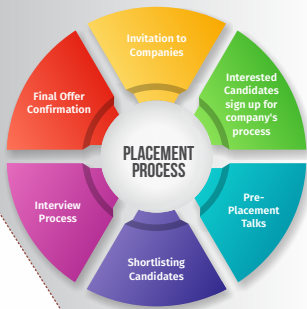 Invitation to
Companies
Interested
Candidates
sign up for
company's
process
Pre-
Placement
Talks
Shortlisting
Candidates
Interview
Process
Final Offer
Confirmation
PLACEMENT
PROCESS